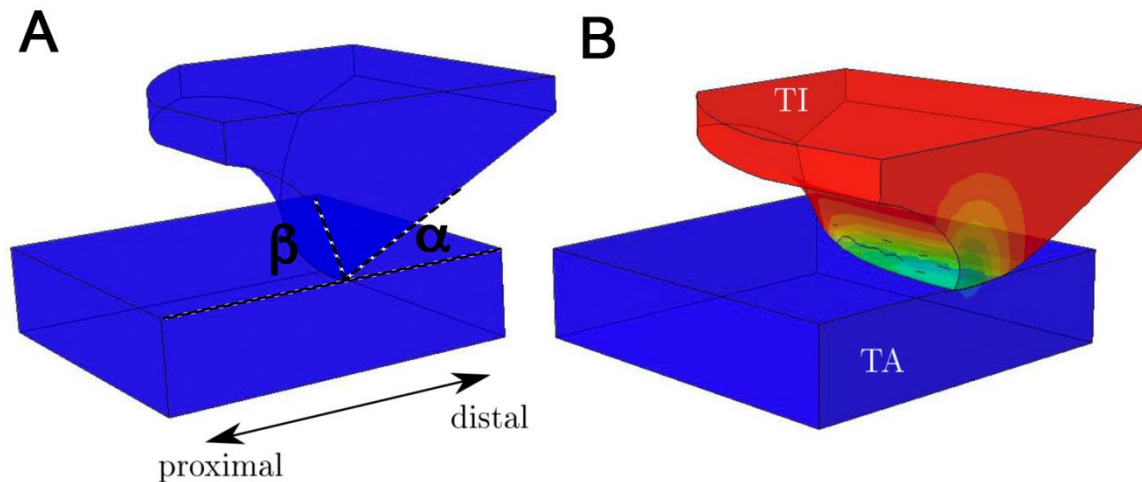 A
B
TI
β
α
TA
distal
proximal